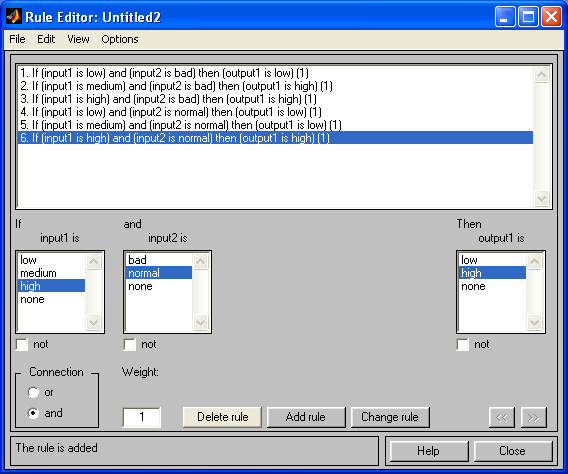 Rule Editor: Untitled2
File Edit View Options
1. If (input1 is low) and (input2 is bad) then (output1 is low) (1)
2. If (input1 is medium) and (input2 is bad) then (output1 is high) (1)
3. If (input1 is high) and (input2 is bad) then (output1 is high) (1)
4. If (input1 is low) and (input2 is normal) then (output1 is low) (1)
5. If (input1 is medium) and (input2 is normal) then (output1 is low) (1)
6. If (input1 is high) and (input2 is normal) then (output1 is high) (1)
If and Then
input1 is input2 is output1 is
low bad low
medium normal high
high none none
none
not not not
Connection Weight:
or
and 1 Delete rule Add rule Change rule << >>
The rule is added Help Close